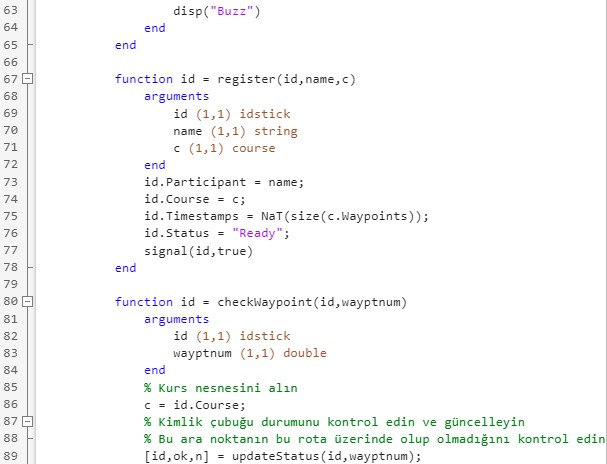 63 disp("Buzz")
64 end
65 end
66
67 function id = register(id,name,c)
68 arguments
69 id (1,1) idstick
70 name (1,1) string
71 c (1,1) course
72 end
73 id.Participant = name;
74 id.Course = c;
75 id.Timestamps = NaT(size(c.Waypoints));
76 id.Status = "Ready";
77 signal(id,true)
78 end
79
80 function id = checkWaypoint(id,wayptnum)
81 arguments
82 id (1,1) idstick
83 wayptnum (1,1) double
84 end
85 % Kurs nesnesini alın
86 c = id.Course;
87 % Kimlik çubuğu durumunu kontrol edin ve güncelleyin
88 % Bu ara noktanın bu rota üzerinde olup olmadığını kontrol edin
89 [id,ok,n] = updateStatus(id,wayptnum);